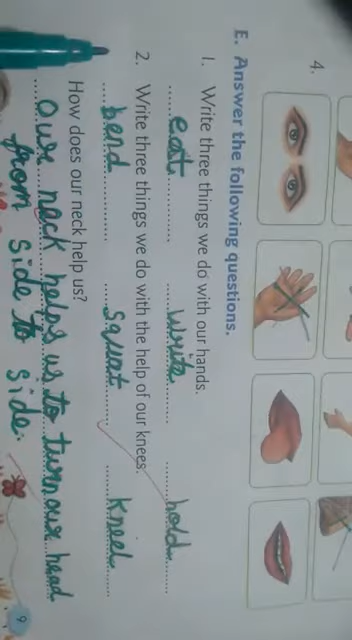 4.
E. Answer the following questions.
1. Write three things we do with our hands.
eat write hold
2. Write three things we do with the help of our knees.
bend squat kneel
How does our neck help us?
Our neck helps us to turn our head
from side to side.
9